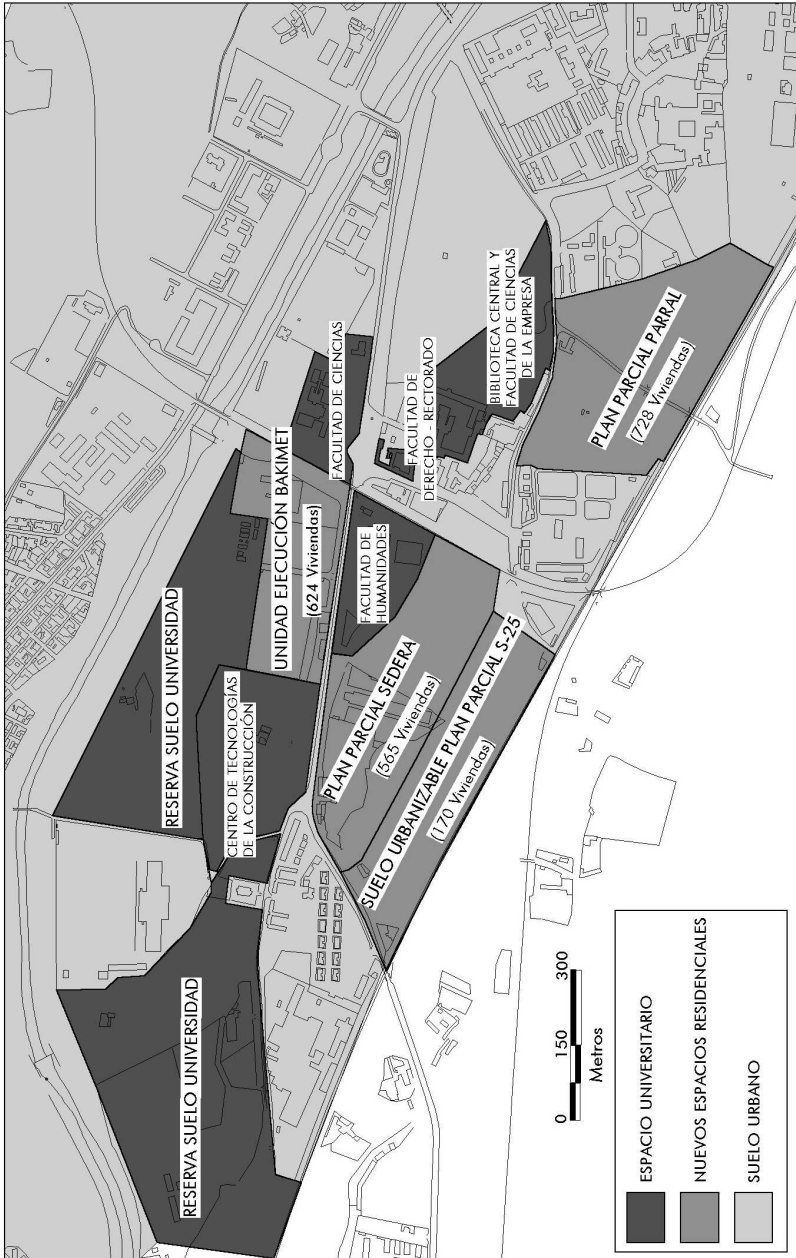 RESERVA SUELO UNIVERSIDAD
RESERVA SUELO UNIVERSIDAD
CENTRO DE TECNOLOGÍAS
DE LA CONSTRUCCIÓN
UNIDAD EJECUCIÓN BAKIMET
(624 Viviendas)
FACULTAD DE CIENCIAS
FACULTAD DE
HUMANIDADES
FACULTAD DE
DERECHO - RECTORADO
BIBLIOTECA CENTRAL Y
FACULTAD DE CIENCIAS
DE LA EMPRESA
PLAN PARCIAL SEDERA
(565 Viviendas)
SUELO URBANIZABLE PLAN PARCIAL S-25
(170 Viviendas)
PLAN PARCIAL PARRAL
(728 Viviendas)
0 150 300
Metros
ESPACIO UNIVERSITARIO
NUEVOS ESPACIOS RESIDENCIALES
SUELO URBANO